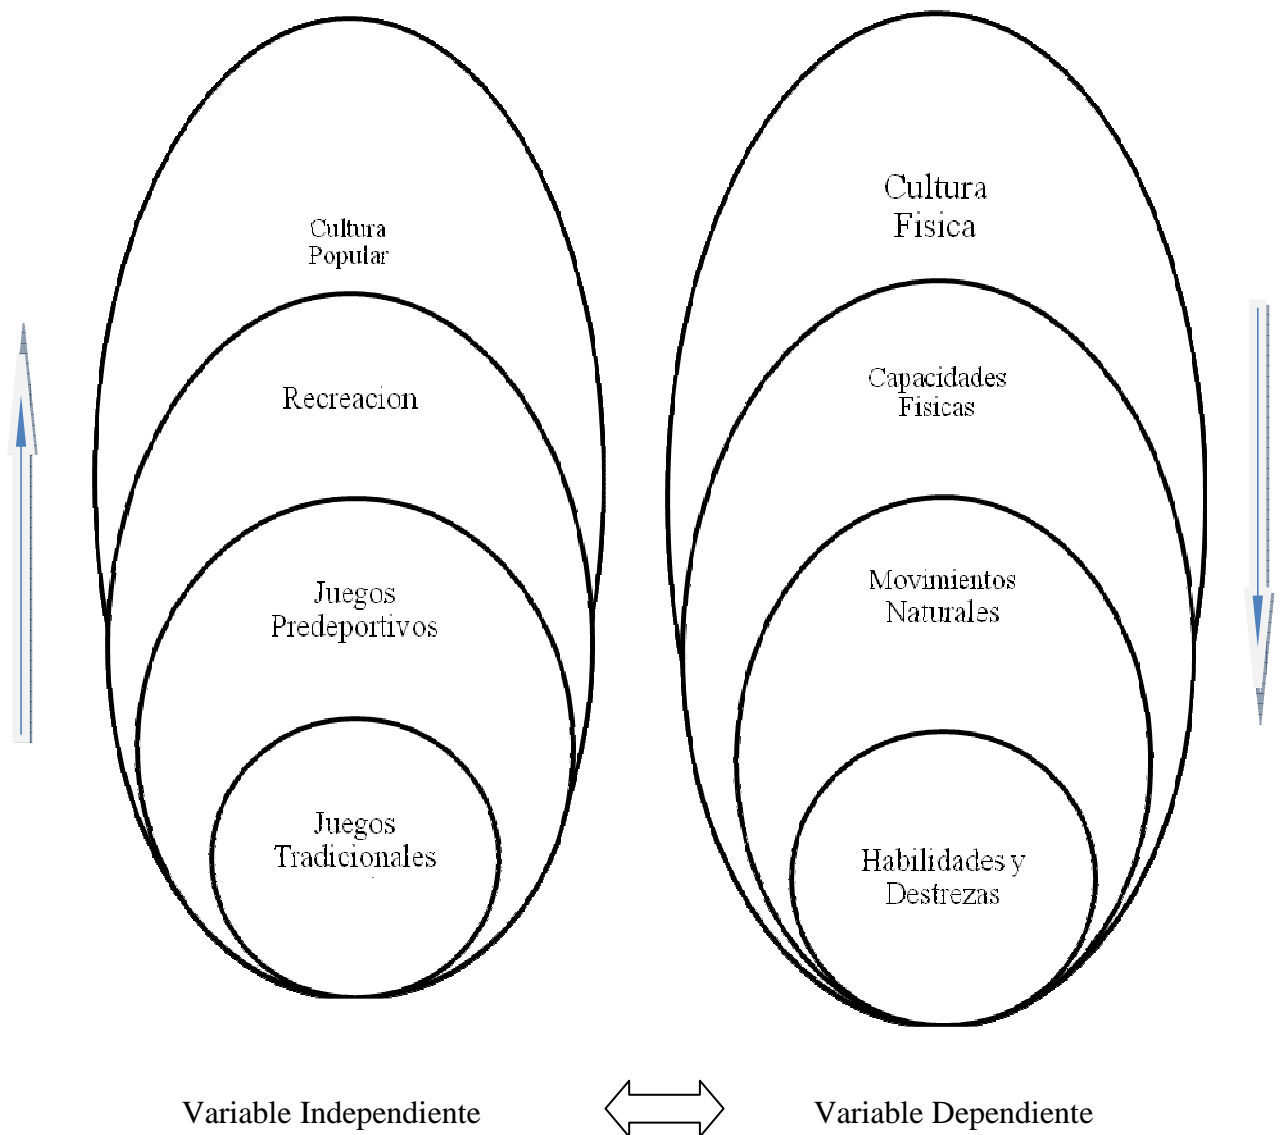 Cultura
Popular
Recreacion
Juegos
Predeportivos
Juegos
Tradicionales
Cultura
Fisica
Capacidades
Fisicas
Movimientos
Naturales
Habilidades y
Destrezas
Variable Independiente
Variable Dependiente